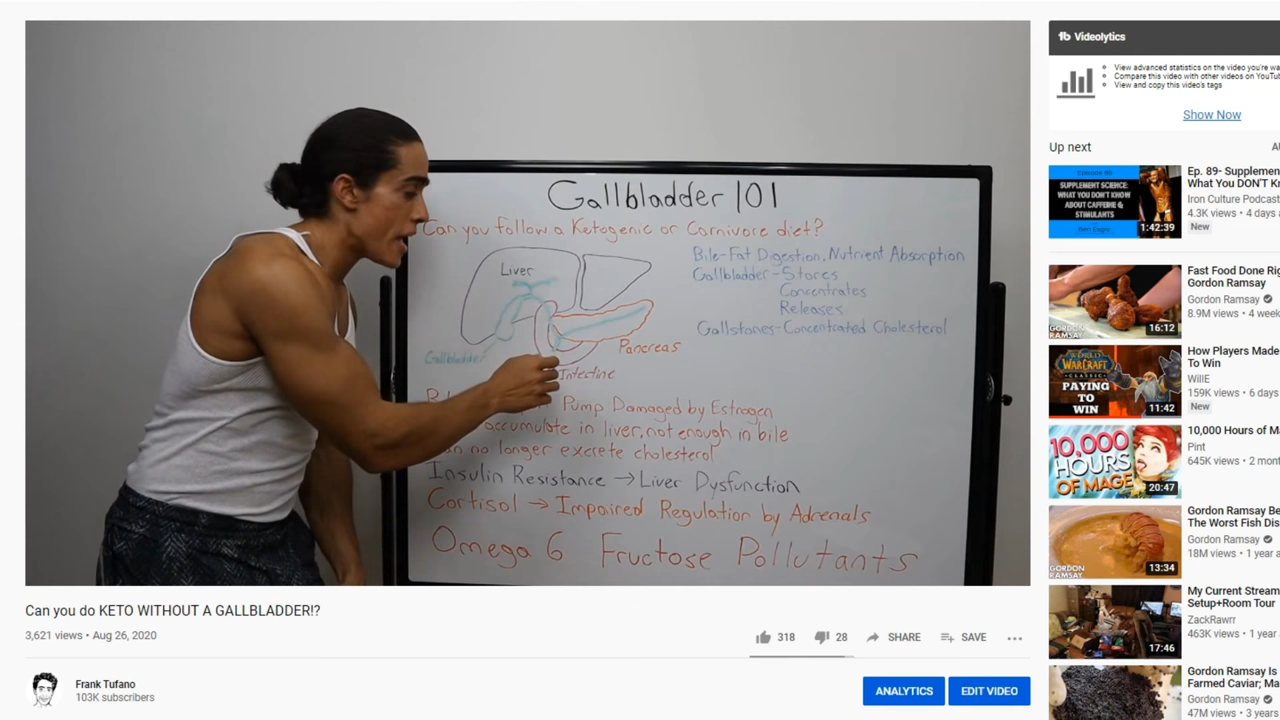 Gallbladder 101
Can you follow a Ketogenic or Carnivore diet?
Liver
Gallbladder
Pancreas
Intestine
Bile-Fat Digestion, Nutrient Absorption
Gallbladder-Stores
Concentrates
Releases
Gallstones-Concentrated Cholesterol
Pump Damaged by Estrogen
accumulate in liver, not enough in bile
no longer excrete cholesterol
Insulin Resistance → Liver Dysfunction
Cortisol → Impaired Regulation by Adrenals
Omega 6 Fructose Pollutants
Can you do KETO WITHOUT A GALLBLADDER!?
3,621 views • Aug 26, 2020
318
28
SHARE
SAVE
Frank Tufano
103K subscribers
ANALYTICS
EDIT VIDEO
Videolytics
View advanced statistics on the video you're wa
Compare this video with other videos on YouTu
View and copy this video's tags
Show Now
Up next
Episode 89
SUPPLEMENT SCIENCE:
WHAT YOU DON'T KNOW
ABOUT CAFFEINE &
STIMULANTS
1:42:39
Ep. 89- Supplemen
What You DON'T K
Iron Culture Podcas
4.3K views • 4 days
New
GORDON
RAMSAY
16:12
Fast Food Done Ri
Gordon Ramsay
8.9M views • 4 week
WORLD
WARCRAFT
CLASSIC
PAYING
TO
WIN
11:42
How Players Made
To Win
WillE
159K views • 6 days
New
10,000
HOURS
OF MAGE
20:47
10,000 Hours of M
Pint
645K views • 2 mont
GORDON
RAMSAY
13:34
Gordon Ramsay Be
The Worst Fish Dis
Gordon Ramsay
18M views • 1 year a
17:46
My Current Stream
Setup+Room Tour
ZackRawrr
463K views • 1 year
Gordon Ramsay Is
Farmed Caviar; Ma
Gordon Ramsay
47M views • 3 years